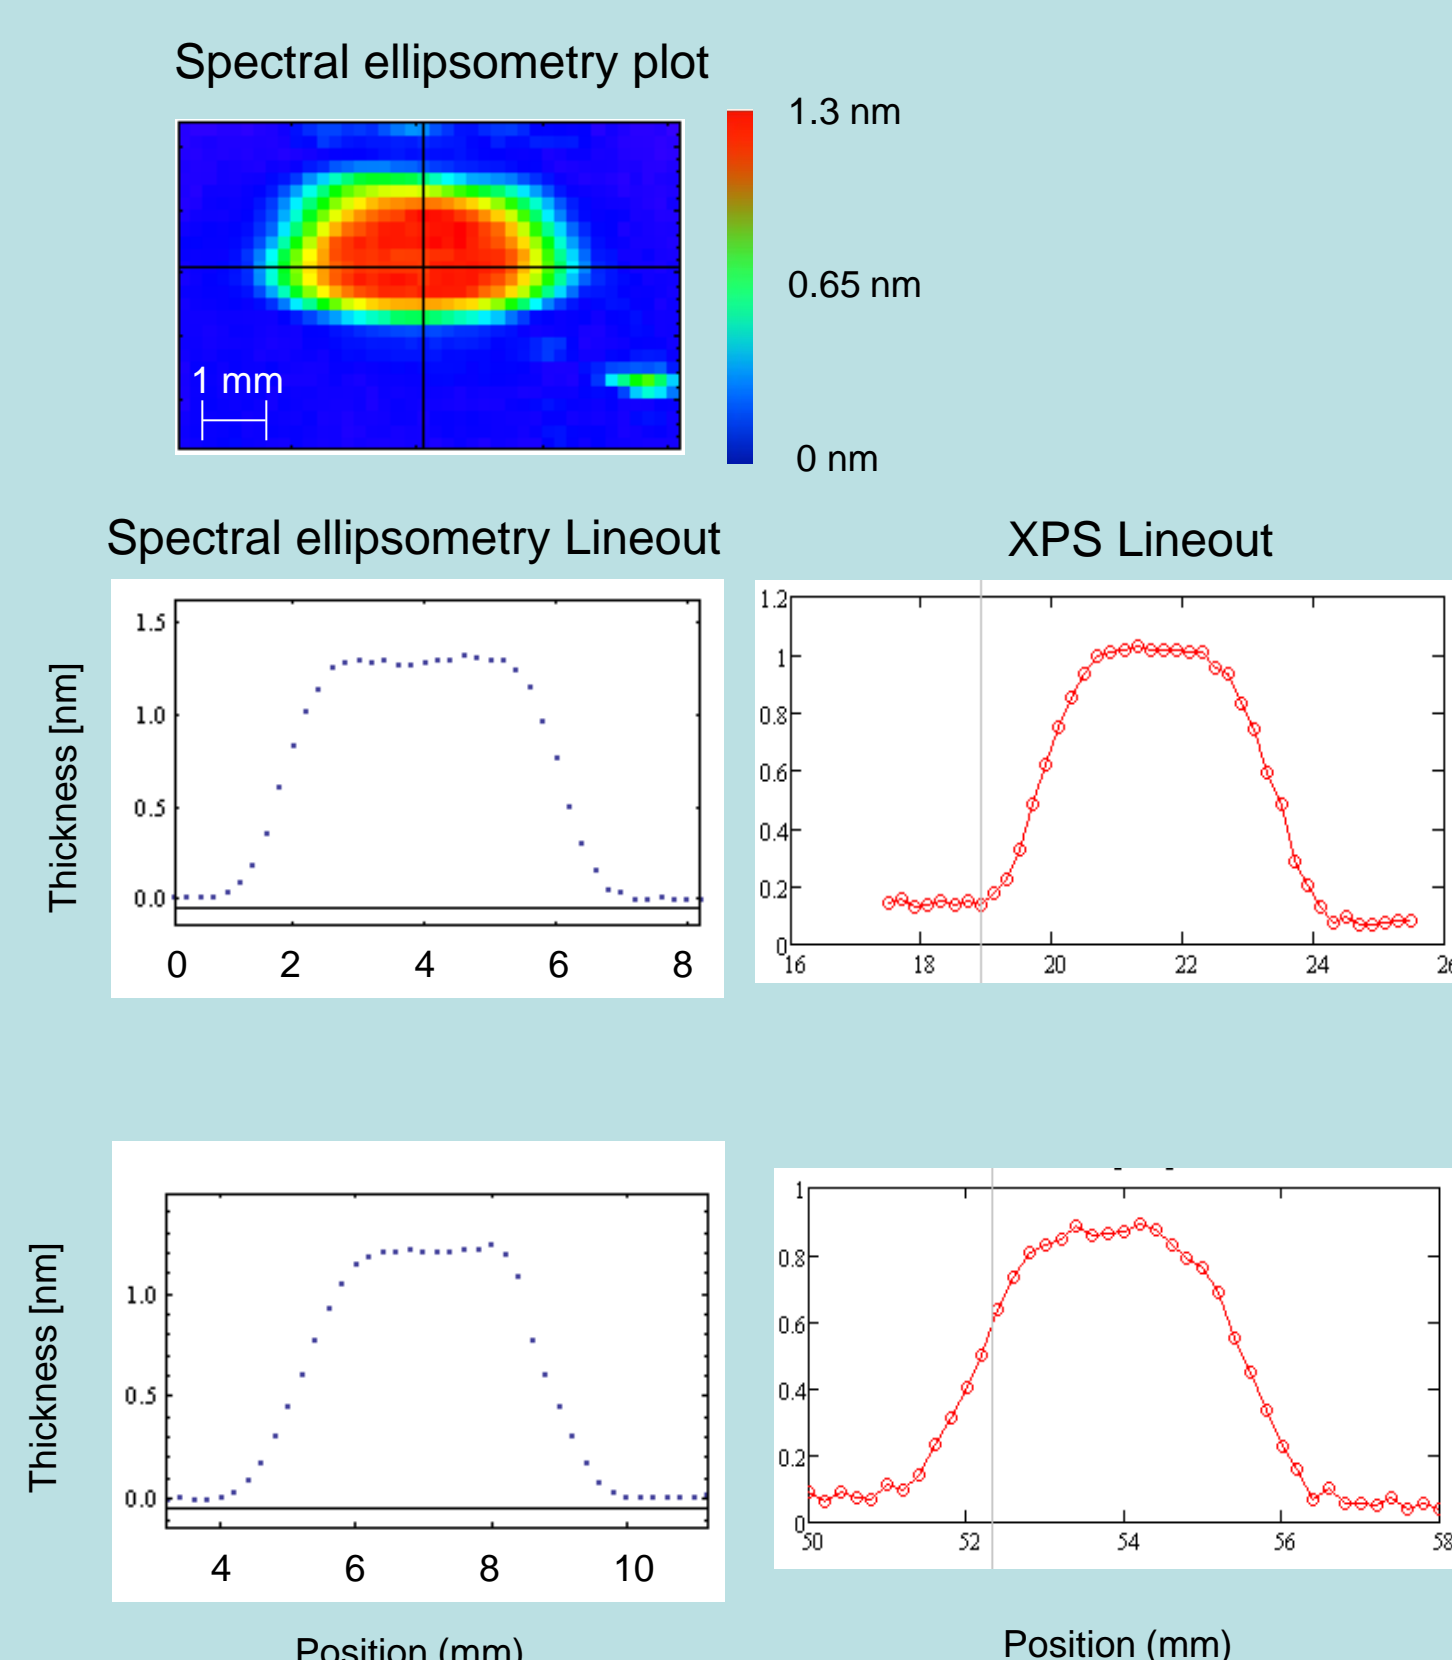 Spectral ellipsometry plot
1.3 nm
0.65 nm
0 nm
1 mm
Spectral ellipsometry Lineout
XPS Lineout
Thickness [nm]
1.5
1.0
0.5
0.0
0 2 4 6 8
1.2
1
0.8
0.6
0.4
0.2
0
16 18 20 22 24
Thickness [nm]
1.0
0.5
0.0
4 6 8 10
Position (mm)
1
0.8
0.6
0.4
0.2
0
50 52 54 56 58
Position (mm)